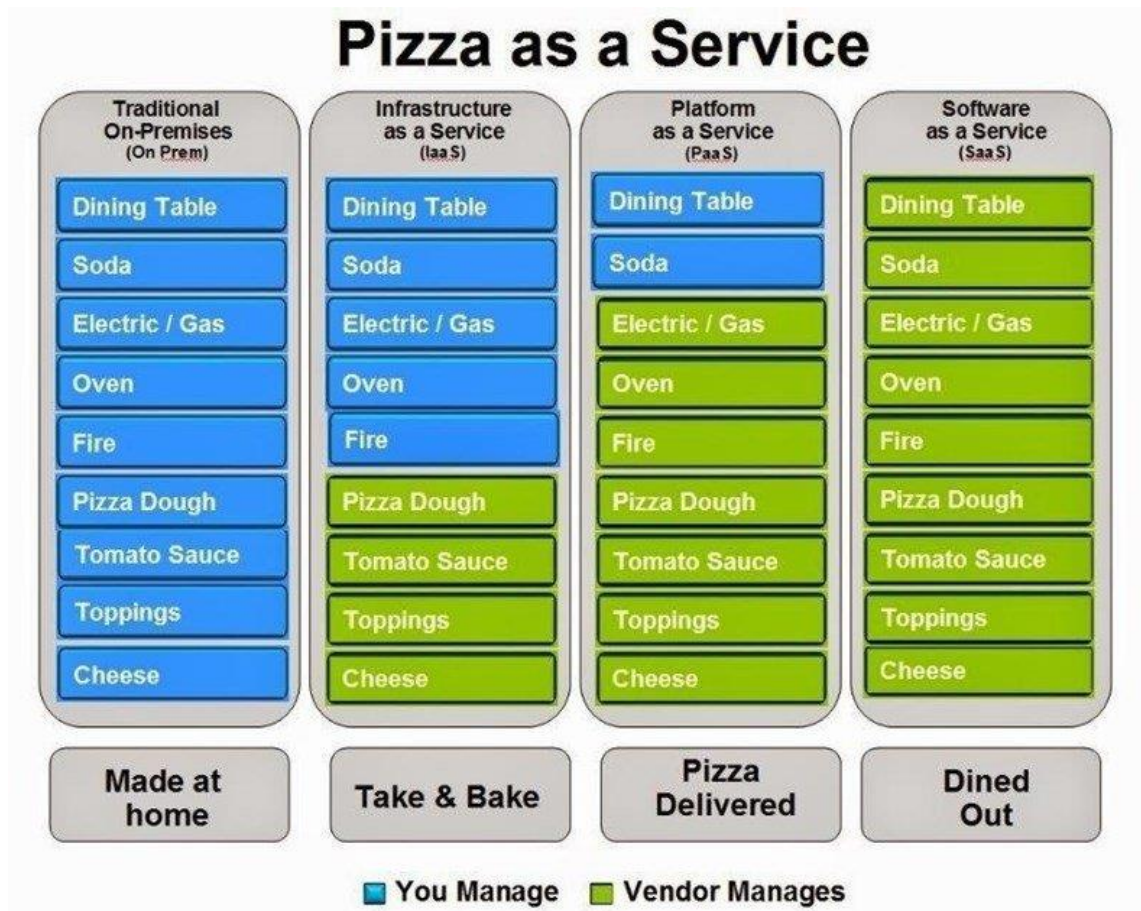 Pizza as a Service
Traditional
On-Premises
(On Prem)
Dining Table
Soda
Electric / Gas
Oven
Fire
Pizza Dough
Tomato Sauce
Toppings
Cheese
Made at
home
Infrastructure
as a Service
(IaaS)
Dining Table
Soda
Electric / Gas
Oven
Fire
Pizza Dough
Tomato Sauce
Toppings
Cheese
Take & Bake
Platform
as a Service
(PaaS)
Dining Table
Soda
Electric / Gas
Oven
Fire
Pizza Dough
Tomato Sauce
Toppings
Cheese
Pizza
Delivered
Software
as a Service
(SaaS)
Dining Table
Soda
Electric / Gas
Oven
Fire
Pizza Dough
Tomato Sauce
Toppings
Cheese
Dined
Out
You Manage
Vendor Manages